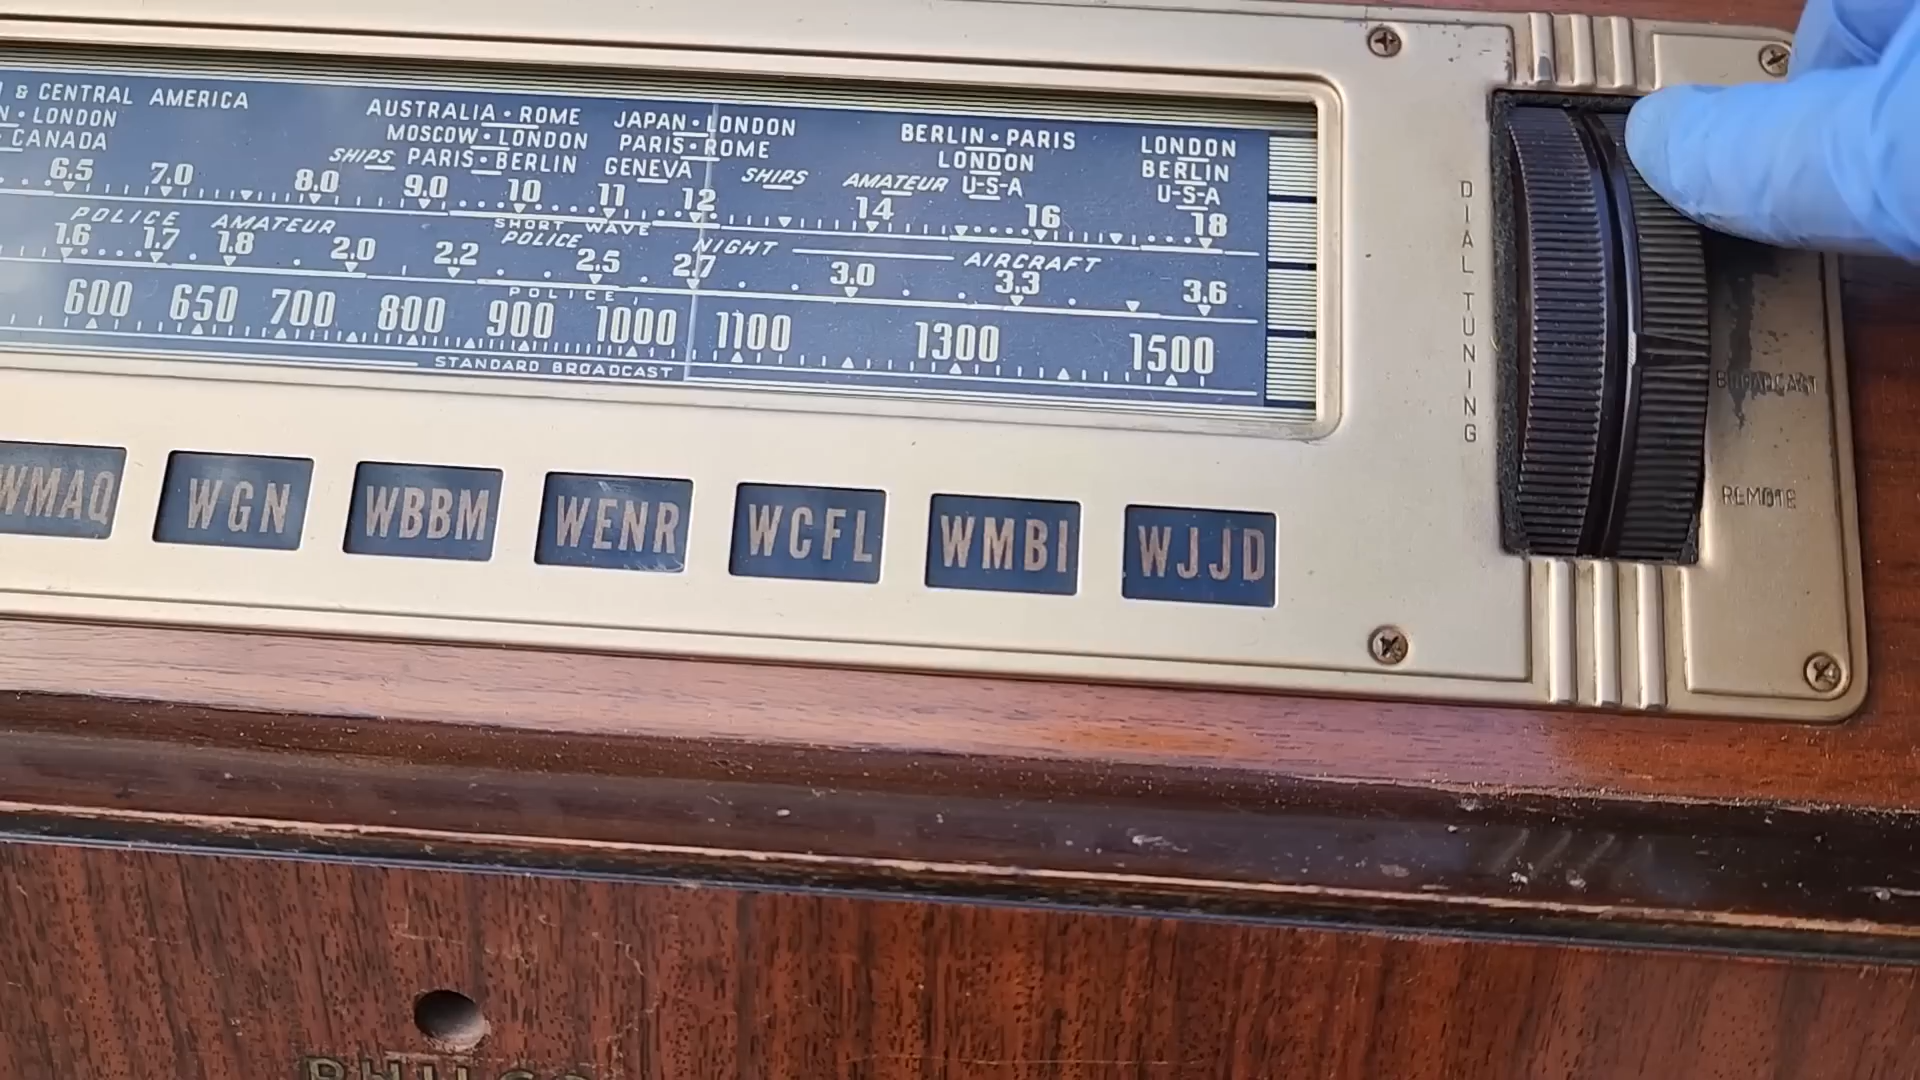 & CENTRAL AMERICA
LONDON
CANADA
AUSTRALIA • ROME
MOSCOW • LONDON
SHIPS PARIS • BERLIN
JAPAN • LONDON
PARIS • ROME
GENEVA
SHIPS
AMATEUR
BERLIN • PARIS
LONDON
U-S-A
LONDON
BERLIN
U-S-A
6.5 7.0 8.0 9.0 10 11 12 14 16 18
SHORT WAVE
POLICE AMATEUR POLICE NIGHT AIRCRAFT
1.6 1.7 1.8 2.0 2.2 2.5 2.7 3.0 3.3 3.6
POLICE
600 650 700 800 900 1000 1100 1300 1500
STANDARD BROADCAST
WMAQ WGN WBBM WENR WCFL WMBI WJJD
DIAL TUNING
BROADCAST
REMOTE
PHILCO